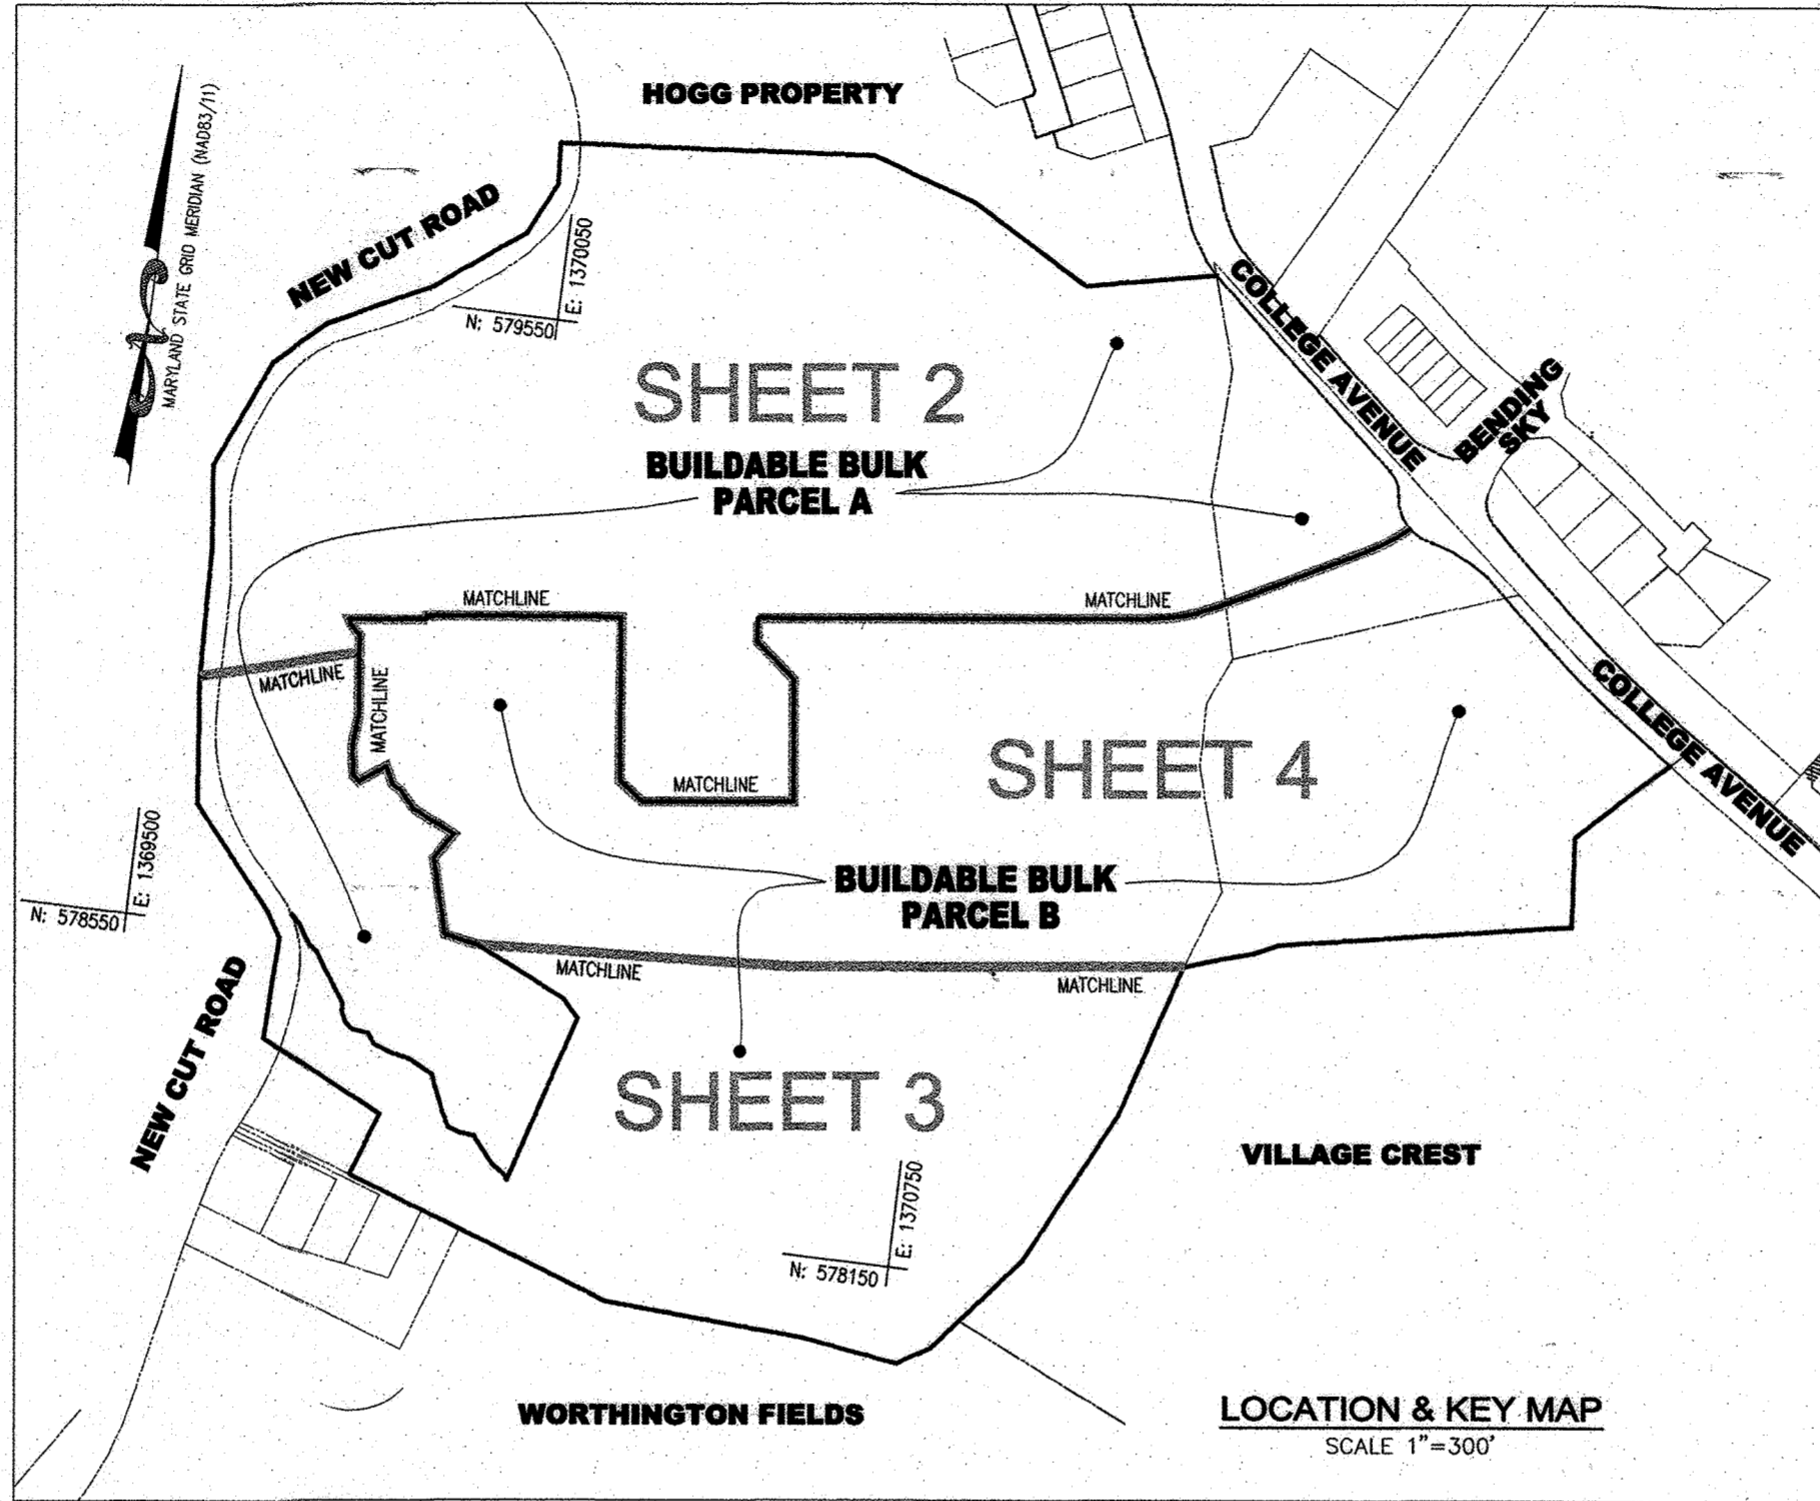 HOGG PROPERTY
MARYLAND STATE GRID MERIDIAN (NAD83/11)
NEW CUT ROAD
N: 579550
E: 1370050
COLLEGE AVENUE
BENDING
SKY
SHEET 2
BUILDABLE BULK
PARCEL A
MATCHLINE
MATCHLINE
MATCHLINE
MATCHLINE
MATCHLINE
COLLEGE AVENUE
SHEET 4
N: 578550
E: 1369500
BUILDABLE BULK
PARCEL B
MATCHLINE
MATCHLINE
NEW CUT ROAD
SHEET 3
VILLAGE CREST
N: 578150
E: 1370750
WORTHINGTON FIELDS
LOCATION & KEY MAP
SCALE 1"=300'